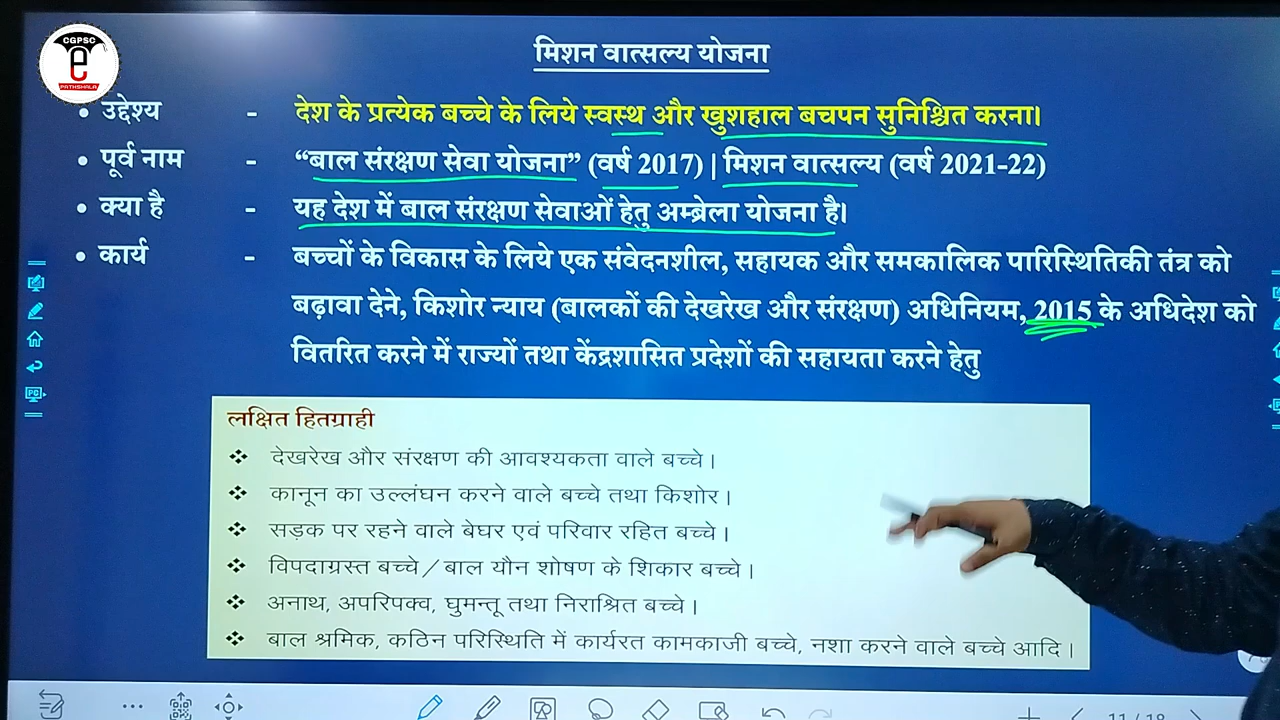 CGPSC
e
PATHSHALA
मिशन वात्सल्य योजना
• उद्देश्य - देश के प्रत्येक बच्चे के लिये स्वस्थ और खुशहाल बचपन सुनिश्चित करना।
• पूर्व नाम - “बाल संरक्षण सेवा योजना” (वर्ष 2017) | मिशन वात्सल्य (वर्ष 2021-22)
• क्या है - यह देश में बाल संरक्षण सेवाओं हेतु अम्ब्रेला योजना है।
• कार्य - बच्चों के विकास के लिये एक संवेदनशील, सहायक और समकालिक पारिस्थितिकी तंत्र को
बढ़ावा देने, किशोर न्याय (बालकों की देखरेख और संरक्षण) अधिनियम, 2015 के अधिदेश को
वितरित करने में राज्यों तथा केंद्रशासित प्रदेशों की सहायता करने हेतु
लक्षित हितग्राही
❖ देखरेख और संरक्षण की आवश्यकता वाले बच्चे।
❖ कानून का उल्लंघन करने वाले बच्चे तथा किशोर।
❖ सड़क पर रहने वाले बेघर एवं परिवार रहित बच्चे।
❖ विपदाग्रस्त बच्चे/बाल यौन शोषण के शिकार बच्चे।
❖ अनाथ, अपरिपक्व, घुमन्तू तथा निराश्रित बच्चे।
❖ बाल श्रमिक, कठिन परिस्थिति में कार्यरत कामकाजी बच्चे, नशा करने वाले बच्चे आदि।
11 / 18